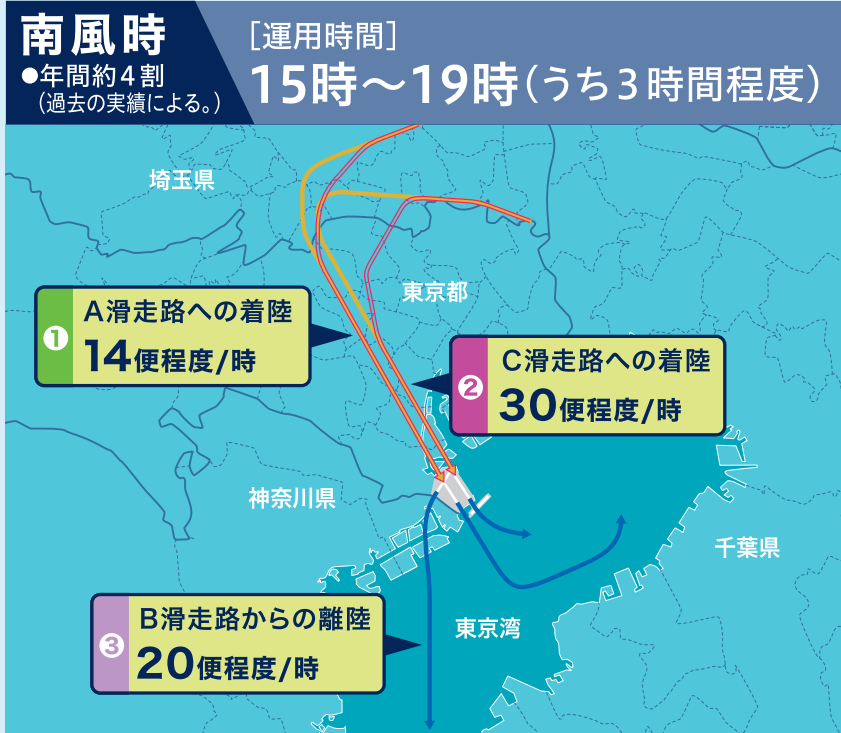 南風時
●年間約4割
（過去の実績による。）
［運用時間］
15時〜19時（うち3時間程度）
埼玉県
東京都
❶
A滑走路への着陸
14便程度/時
❷
C滑走路への着陸
30便程度/時
神奈川県
千葉県
❸
B滑走路からの離陸
20便程度/時
東京湾